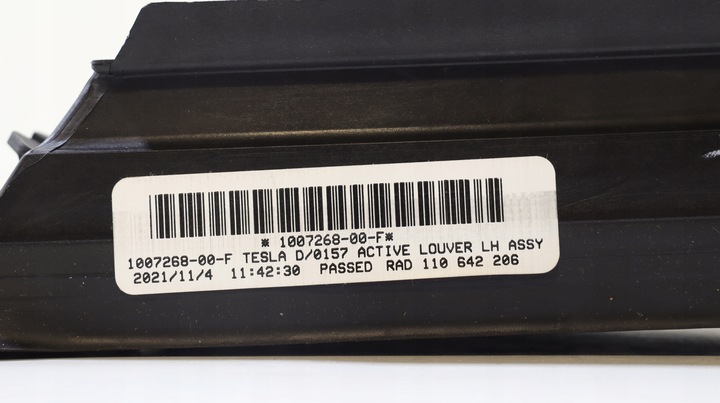 * 1007268-00-F*
1007268-00-F TESLA D/0157 ACTIVE LOUVER LH ASSY
2021/11/4 11:42:30 PASSED RAD 110 642 206